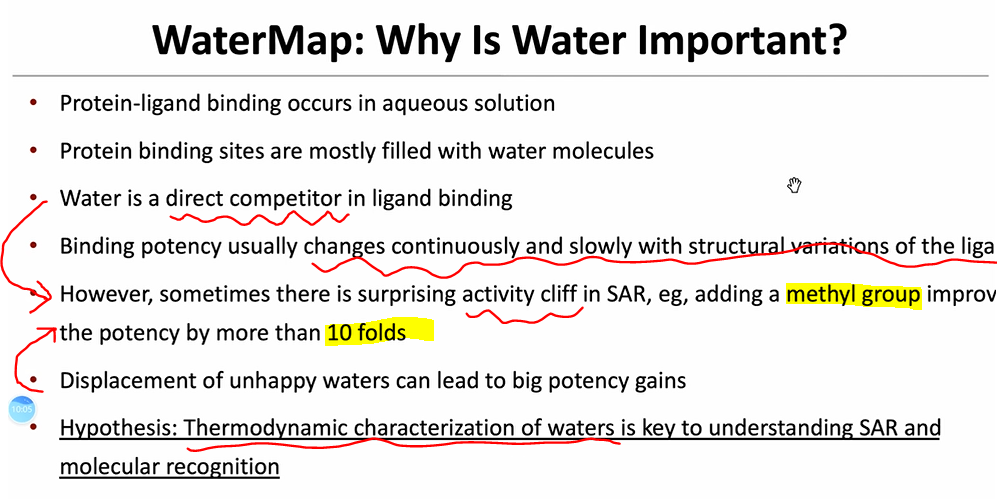 WaterMap: Why Is Water Important?
• Protein-ligand binding occurs in aqueous solution
• Protein binding sites are mostly filled with water molecules
• Water is a direct competitor in ligand binding
• Binding potency usually changes continuously and slowly with structural variations of the liga
• However, sometimes there is surprising activity cliff in SAR, eg, adding a methyl group improv
the potency by more than 10 folds
• Displacement of unhappy waters can lead to big potency gains
10:05
• Hypothesis: Thermodynamic characterization of waters is key to understanding SAR and
molecular recognition